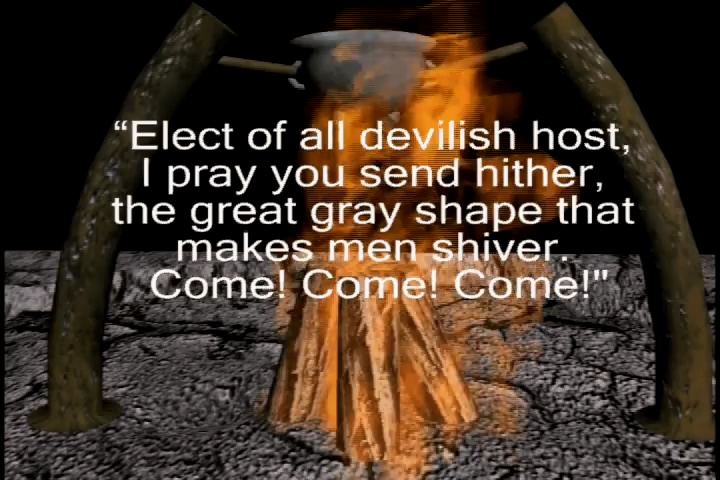 “Elect of all devilish host,
I pray you send hither,
the great gray shape that
makes men shiver.
Come! Come! Come!"